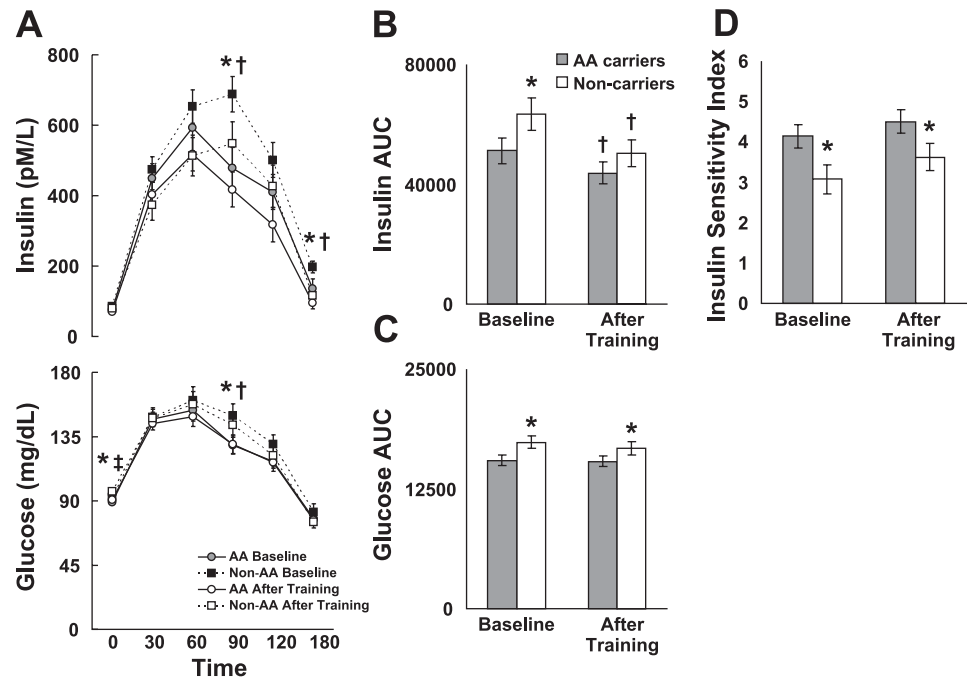 A
800
600
400
200
0
Insulin (pM/L)
*†
*†
180
135
90
45
0
Glucose (mg/dL)
*‡
*†
AA Baseline
Non-AA Baseline
AA After Training
Non-AA After Training
0 30 60 90 120 180
Time
B
80000
40000
0
Insulin AUC
AA carriers
Non-carriers
*
†
†
Baseline
After
Training
C
25000
12500
0
Glucose AUC
*
*
Baseline
After
Training
D
6
5
4
3
2
1
0
Insulin Sensitivity Index
*
*
Baseline
After
Training